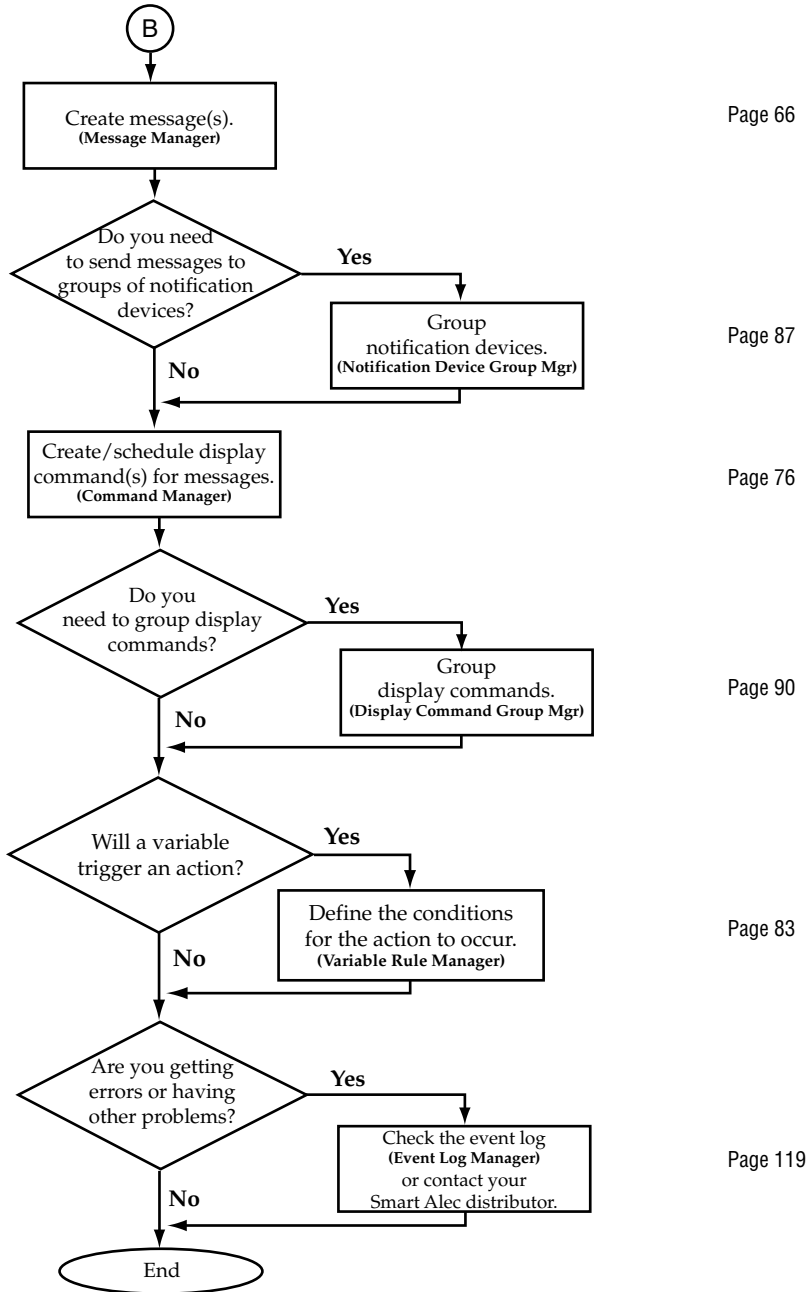 B
Create message(s).
(Message Manager)
Page 66
Do you need
to send messages to
groups of notification
devices?
Yes
Group
notification devices.
(Notification Device Group Mgr)
Page 87
No
Create/schedule display
command(s) for messages.
(Command Manager)
Page 76
Do you
need to group display
commands?
Yes
Group
display commands.
(Display Command Group Mgr)
Page 90
No
Will a variable
trigger an action?
Yes
Define the conditions
for the action to occur.
(Variable Rule Manager)
Page 83
No
Are you getting
errors or having
other problems?
Yes
Check the event log
(Event Log Manager)
or contact your
Smart Alec distributor.
Page 119
No
End